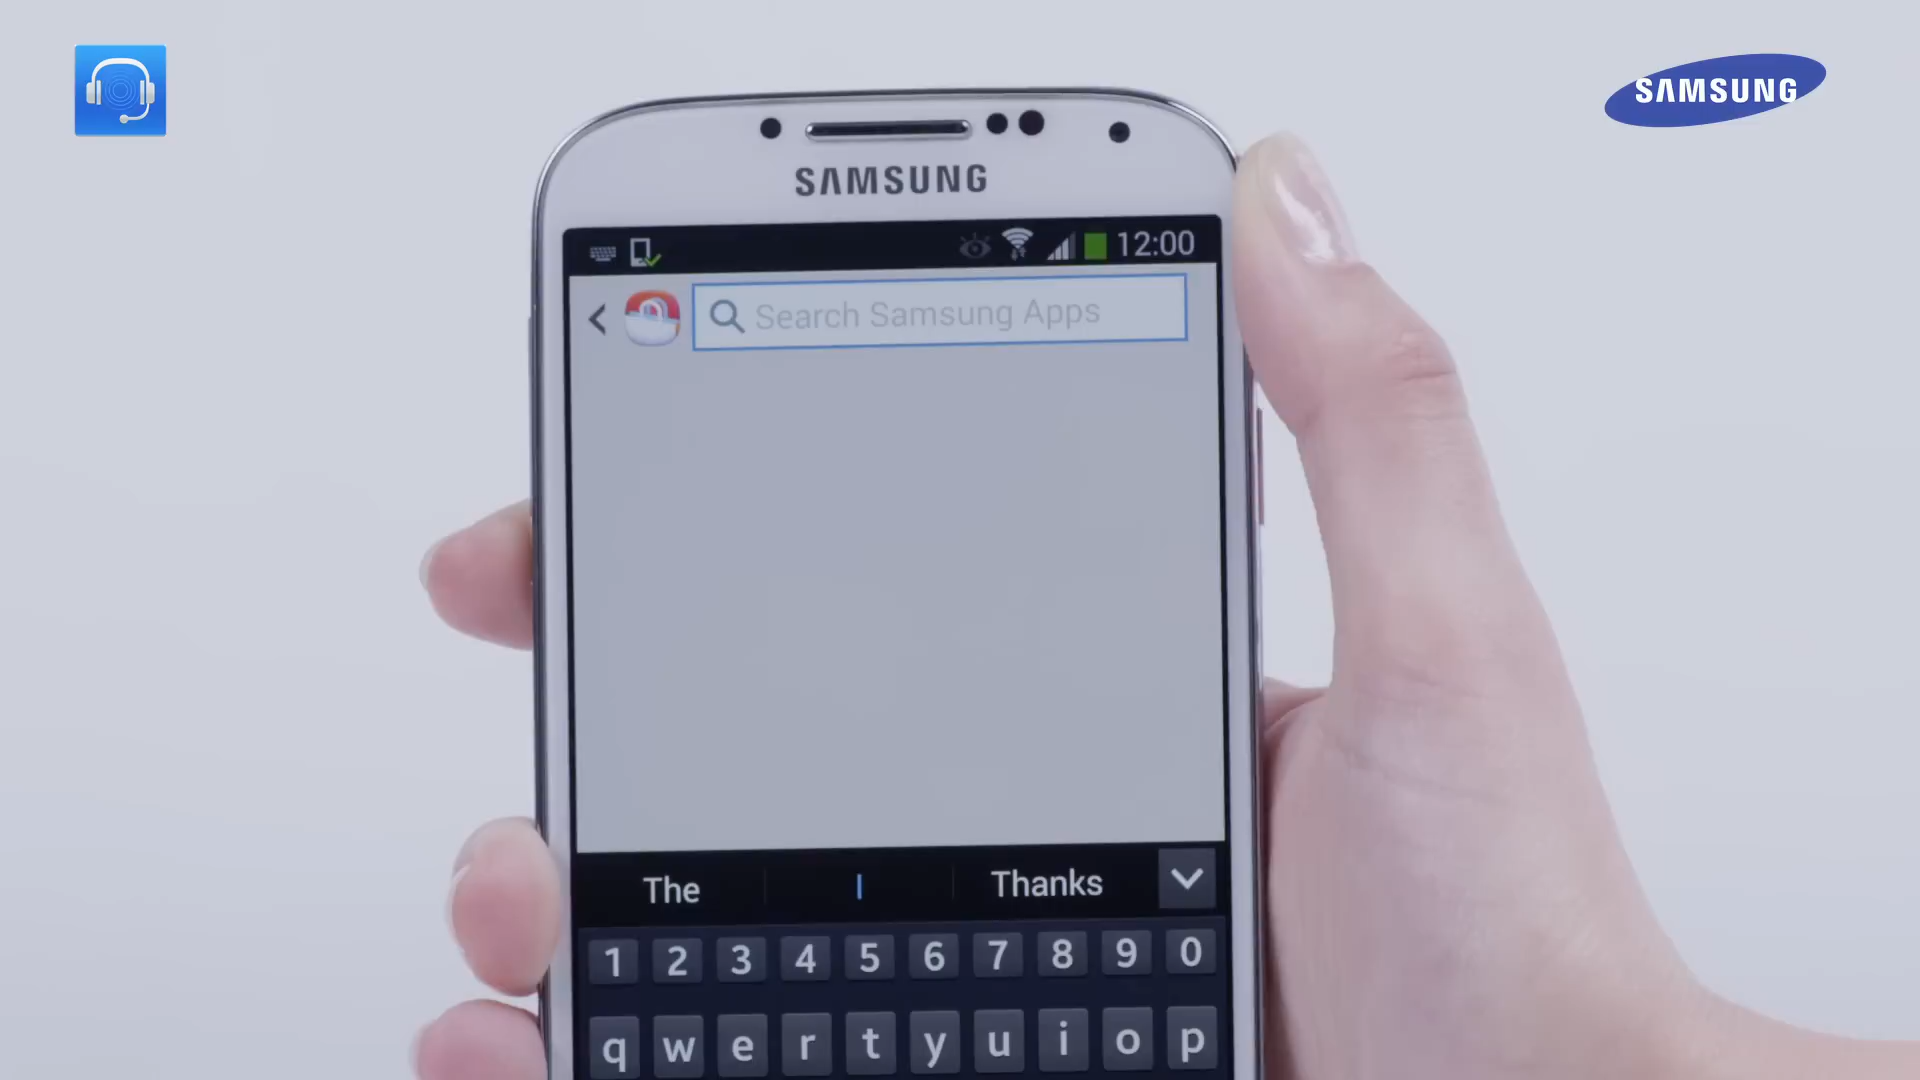 SAMSUNG
SAMSUNG
12:00
Search Samsung Apps
The I Thanks
1 2 3 4 5 6 7 8 9 0
q w e r t y u i o p